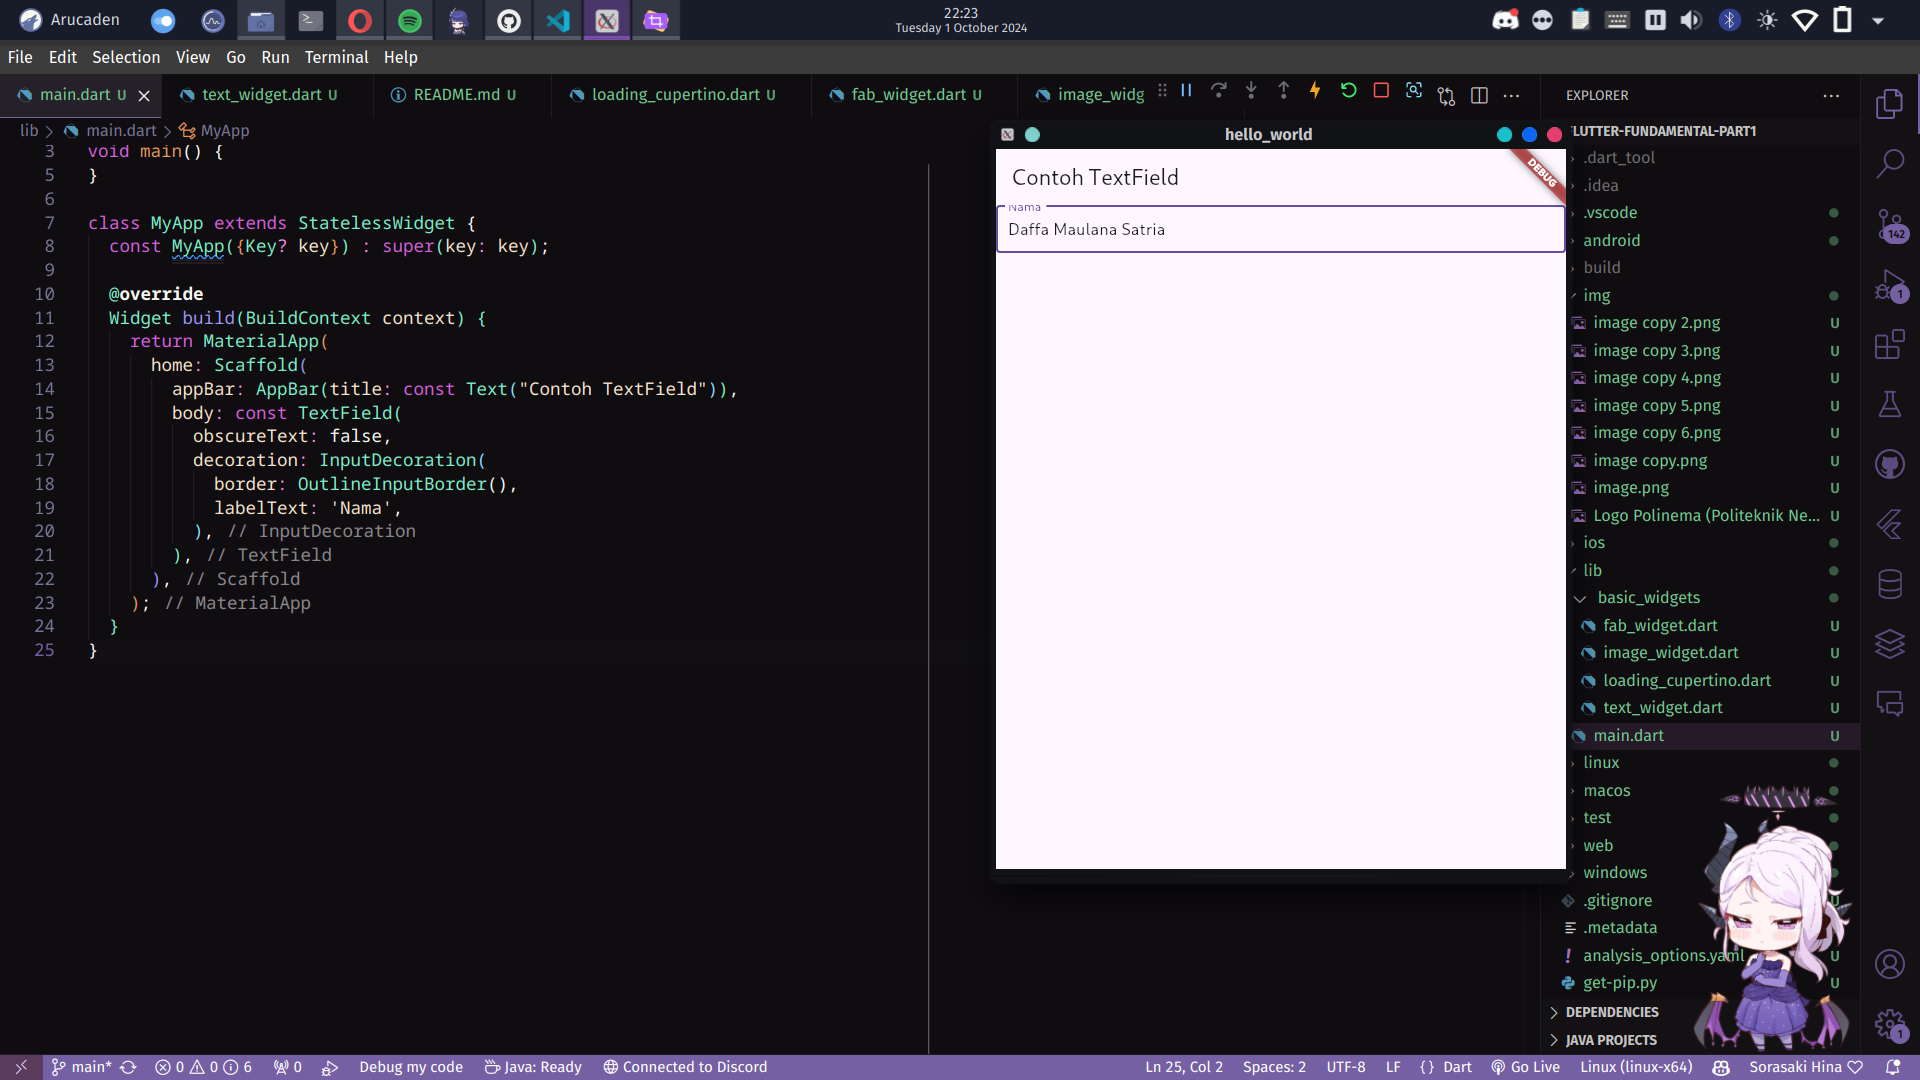 Arucaden
22:23
Tuesday 1 October 2024
File Edit Selection View Go Run Terminal Help
main.dart U
text_widget.dart U
README.md U
loading_cupertino.dart U
fab_widget.dart U
image_widg
EXPLORER
lib > main.dart > MyApp
3 void main() {
5 }
6
7 class MyApp extends StatelessWidget {
8 const MyApp({Key? key}) : super(key: key);
9
10 @override
11 Widget build(BuildContext context) {
12 return MaterialApp(
13 home: Scaffold(
14 appBar: AppBar(title: const Text("Contoh TextField")),
15 body: const TextField(
16 obscureText: false,
17 decoration: InputDecoration(
18 border: OutlineInputBorder(),
19 labelText: 'Nama',
20 ), // InputDecoration
21 ), // TextField
22 ), // Scaffold
23 ); // MaterialApp
24 }
25 }
hello_world
DEBUG
Contoh TextField
Nama
Daffa Maulana Satria
LUTTER-FUNDAMENTAL-PART1
.dart_tool
.idea
.vscode
android
build
img
image copy 2.png U
image copy 3.png U
image copy 4.png U
image copy 5.png U
image copy 6.png U
image copy.png U
image.png U
Logo Polinema (Politeknik Ne... U
ios
lib
basic_widgets
fab_widget.dart U
image_widget.dart U
loading_cupertino.dart U
text_widget.dart U
main.dart U
linux
macos
test
web
windows
.gitignore U
.metadata
analysis_options.yaml U
get-pip.py U
DEPENDENCIES
JAVA PROJECTS
142
1
1
main* 0 0 6 0 Debug my code Java: Ready Connected to Discord
Ln 25, Col 2 Spaces: 2 UTF-8 LF {} Dart Go Live Linux (linux-x64) Sorasaki Hina